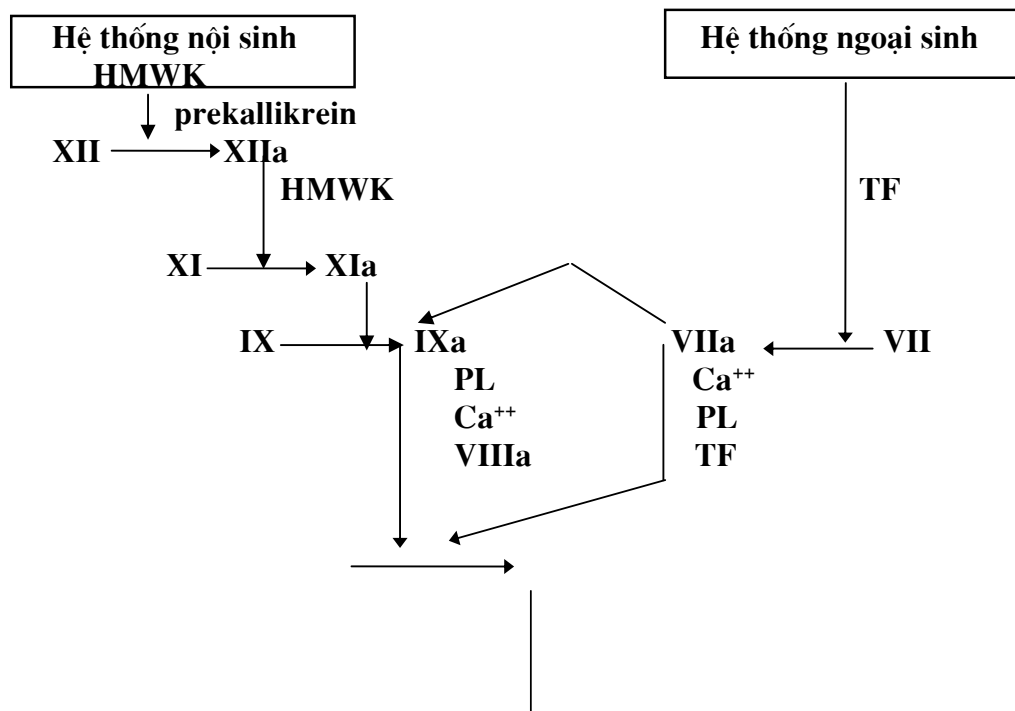 Hệ thống nội sinh
HMWK
Hệ thống ngoại sinh
prekallikrein
XII
XIIa
HMWK
TF
XI
XIa
IX
IXa
VIIa
VII
PL
Ca⁺⁺
Ca⁺⁺
PL
VIIIa
TF